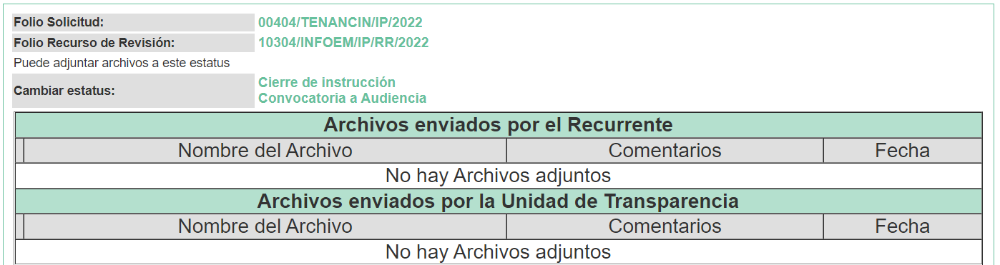 Folio Solicitud: 00404/TENANCIN/IP/2022
Folio Recurso de Revisión: 10304/INFOEM/IP/RR/2022
Puede adjuntar archivos a este estatus
Cambiar estatus: Cierre de instrucción
Convocatoria a Audiencia
Archivos enviados por el Recurrente
Nombre del Archivo Comentarios Fecha
No hay Archivos adjuntos
Archivos enviados por la Unidad de Transparencia
Nombre del Archivo Comentarios Fecha
No hay Archivos adjuntos